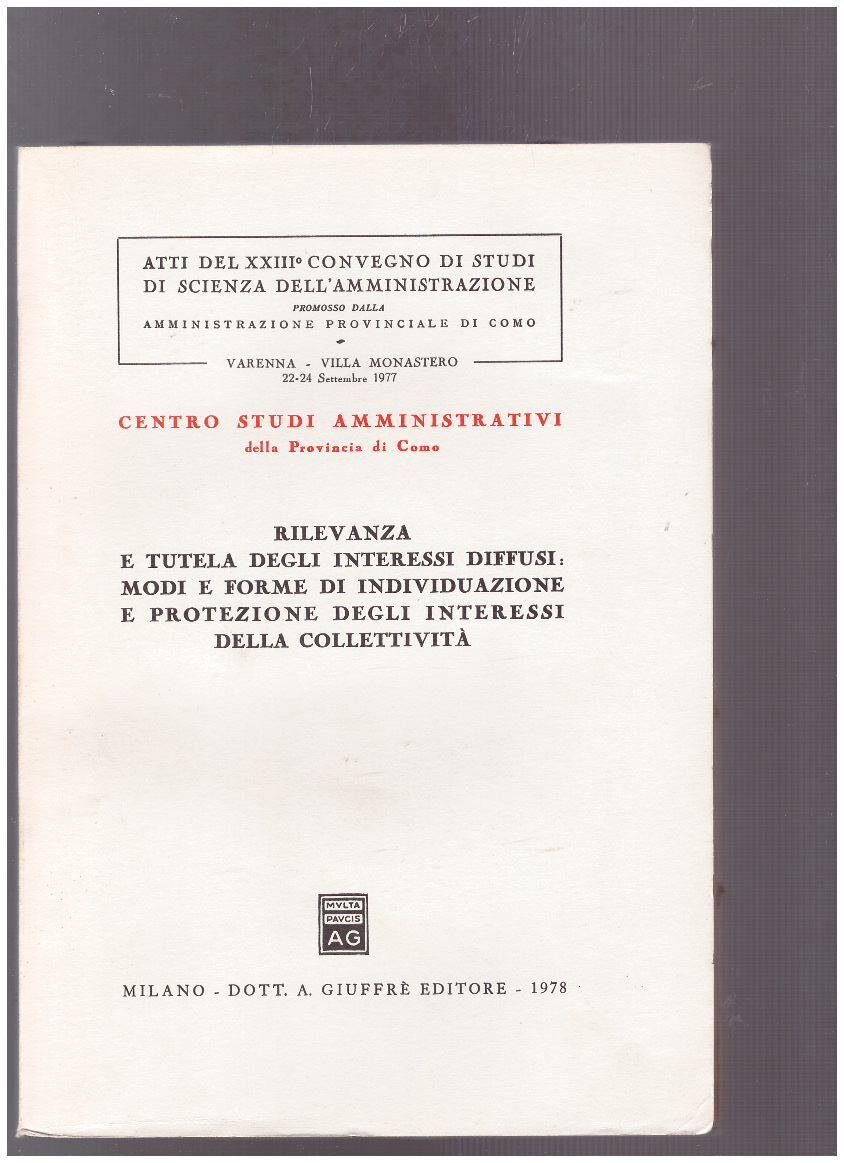 ATTI DEL XXIIIº CONVEGNO DI STUDI
DI SCIENZA DELL'AMMINISTRAZIONE
PROMOSSO DALLA
AMMINISTRAZIONE PROVINCIALE DI COMO
VARENNA - VILLA MONASTERO
22-24 Settembre 1977
CENTRO STUDI AMMINISTRATIVI
della Provincia di Como
RILEVANZA
E TUTELA DEGLI INTERESSI DIFFUSI:
MODI E FORME DI INDIVIDUAZIONE
E PROTEZIONE DEGLI INTERESSI
DELLA COLLETTIVITÀ
MVLTA
PAVCIS
AG
MILANO - DOTT. A. GIUFFRÈ EDITORE - 1978